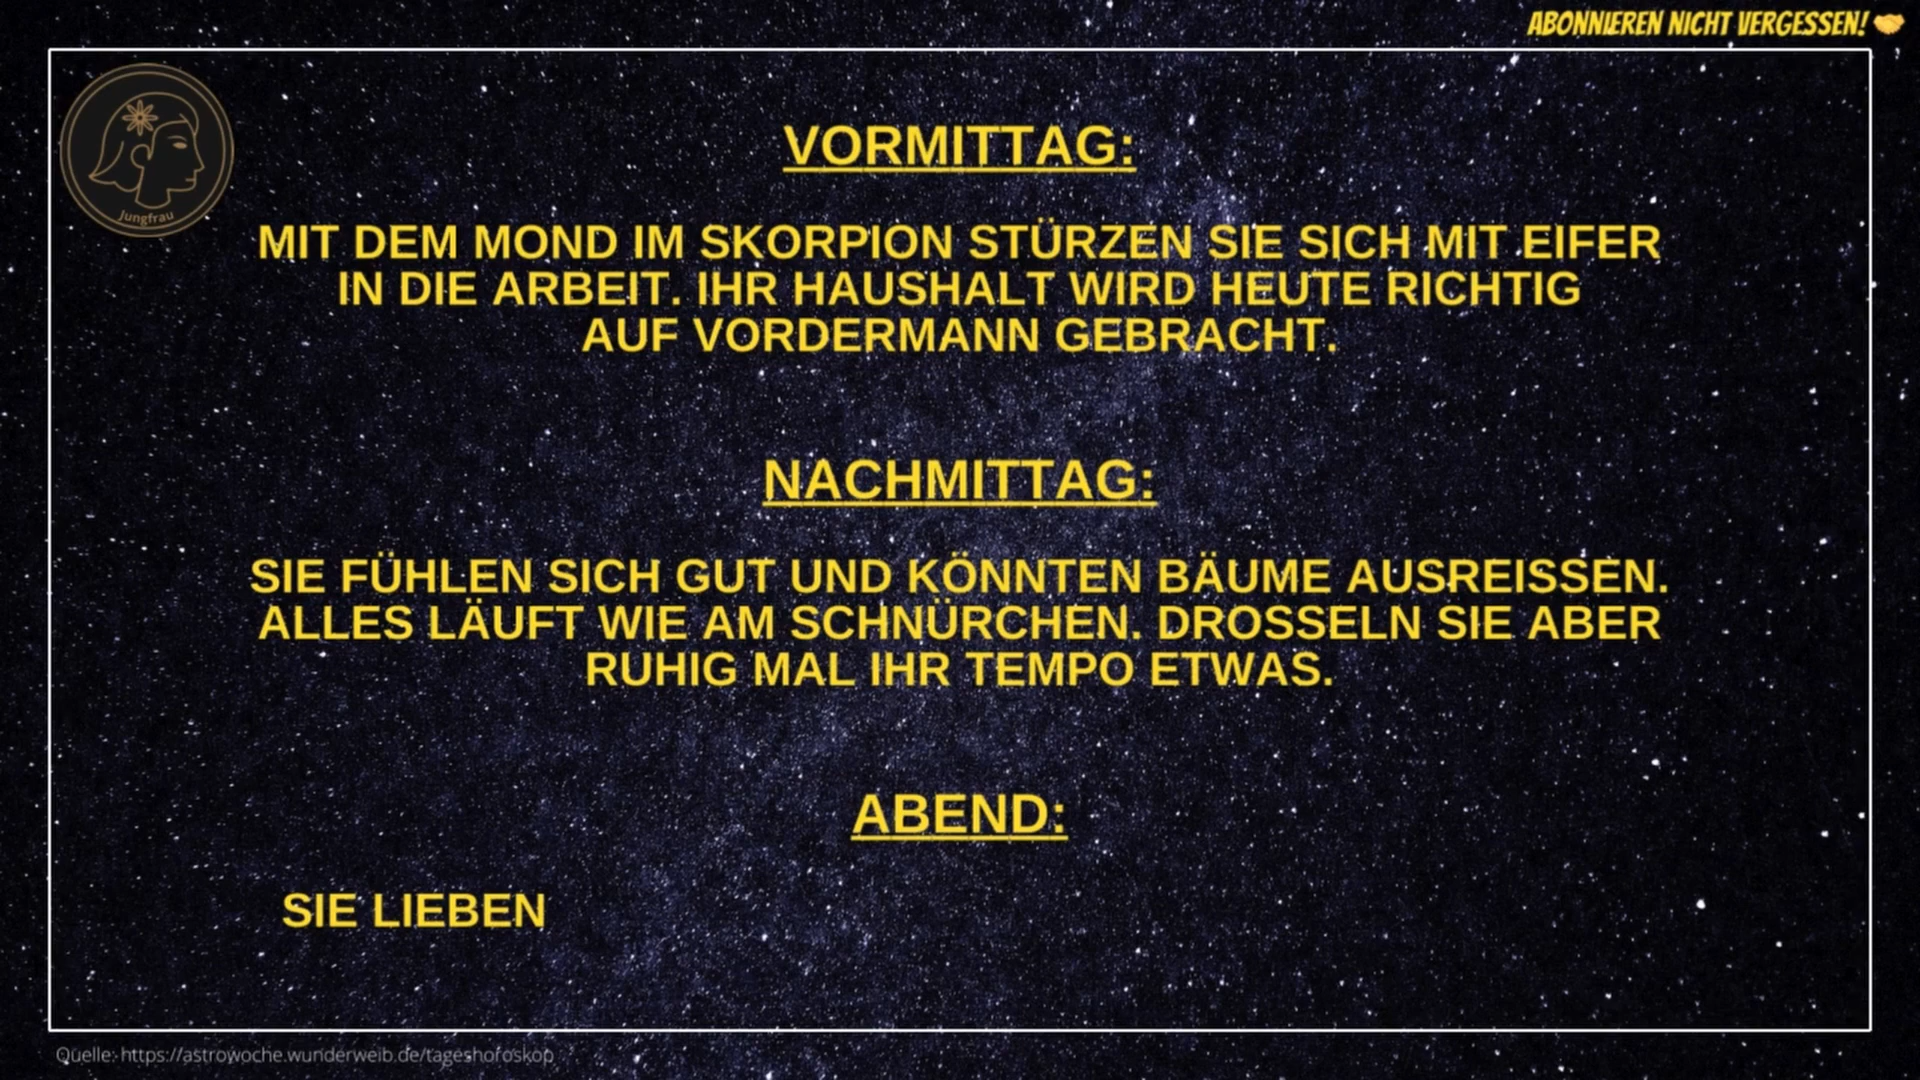 ABONNIEREN NICHT VERGESSEN!
Jungfrau
VORMITTAG:
MIT DEM MOND IM SKORPION STÜRZEN SIE SICH MIT EIFER
IN DIE ARBEIT. IHR HAUSHALT WIRD HEUTE RICHTIG
AUF VORDERMANN GEBRACHT.
NACHMITTAG:
SIE FÜHLEN SICH GUT UND KÖNNTEN BÄUME AUSREISSEN.
ALLES LÄUFT WIE AM SCHNÜRCHEN. DROSSELN SIE ABER
RUHIG MAL IHR TEMPO ETWAS.
ABEND:
SIE LIEBEN
Quelle: https://astrowoche.wunderweib.de/tageshoroskop